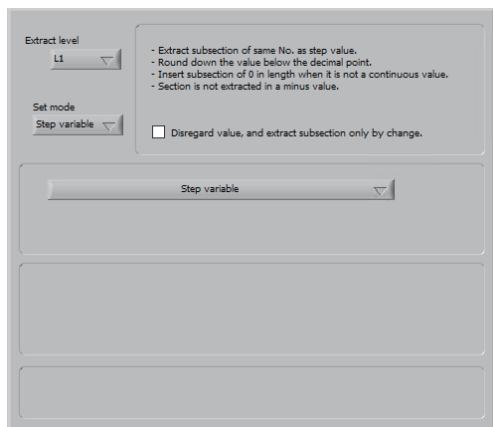 Extract level
L1
- Extract subsection of same No. as step value.
- Round down the value below the decimal point.
- Insert subsection of 0 in length when it is not a continuous value.
- Section is not extracted in a minus value.
Set mode
Step variable
Disregard value, and extract subsection only by change.
Step variable